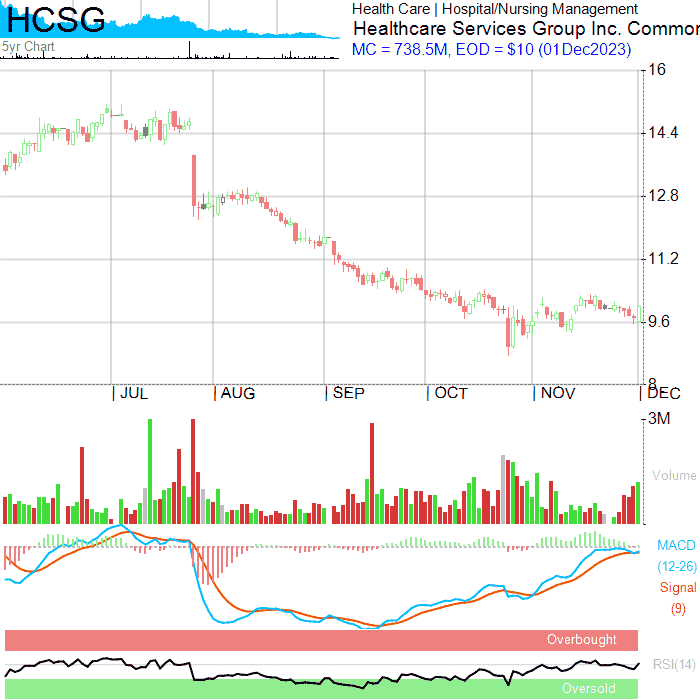 HCSG
5yr Chart
Health Care | Hospital/Nursing Management
Healthcare Services Group Inc. Common
MC = 738.5M, EOD = $10 (01Dec2023)
16
14.4
12.8
11.2
9.6
8
JUL AUG SEP OCT NOV DEC
3M
Volume
MACD
(12-26)
Signal
(9)
Overbought
RSI(14)
Oversold